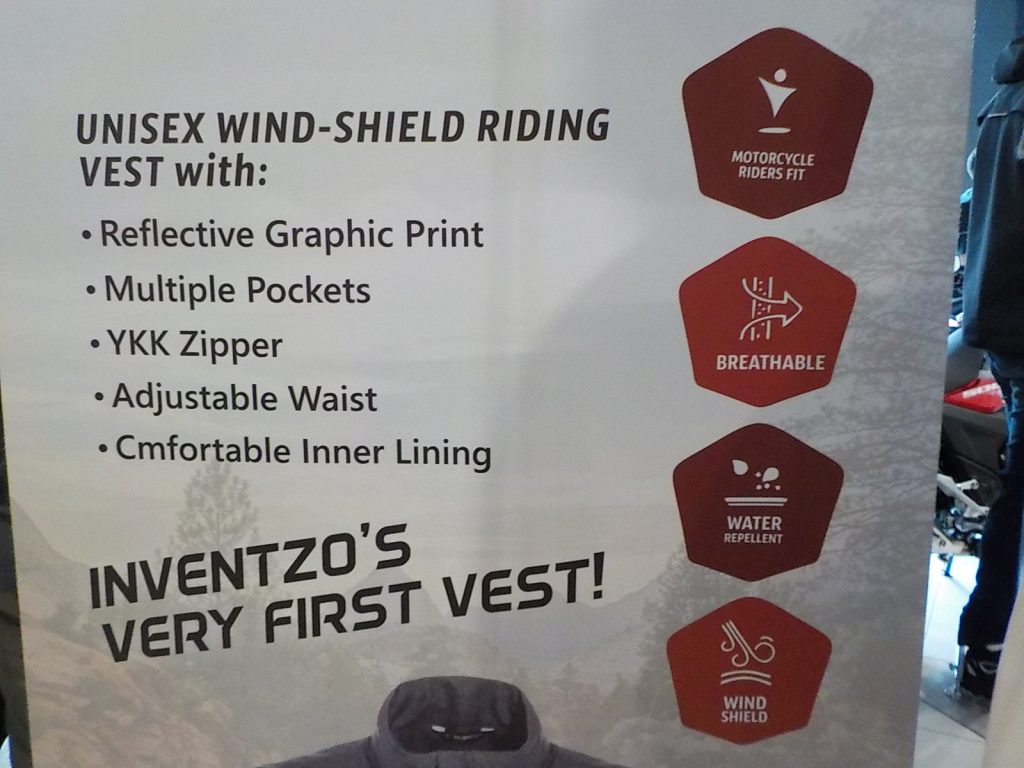 UNISEX WIND-SHIELD RIDING
VEST with:
• Reflective Graphic Print
• Multiple Pockets
• YKK Zipper
• Adjustable Waist
• Cmfortable Inner Lining
INVENTZO'S
VERY FIRST VEST!
MOTORCYCLE
RIDERS FIT
BREATHABLE
WATER
REPELLENT
WIND
SHIELD